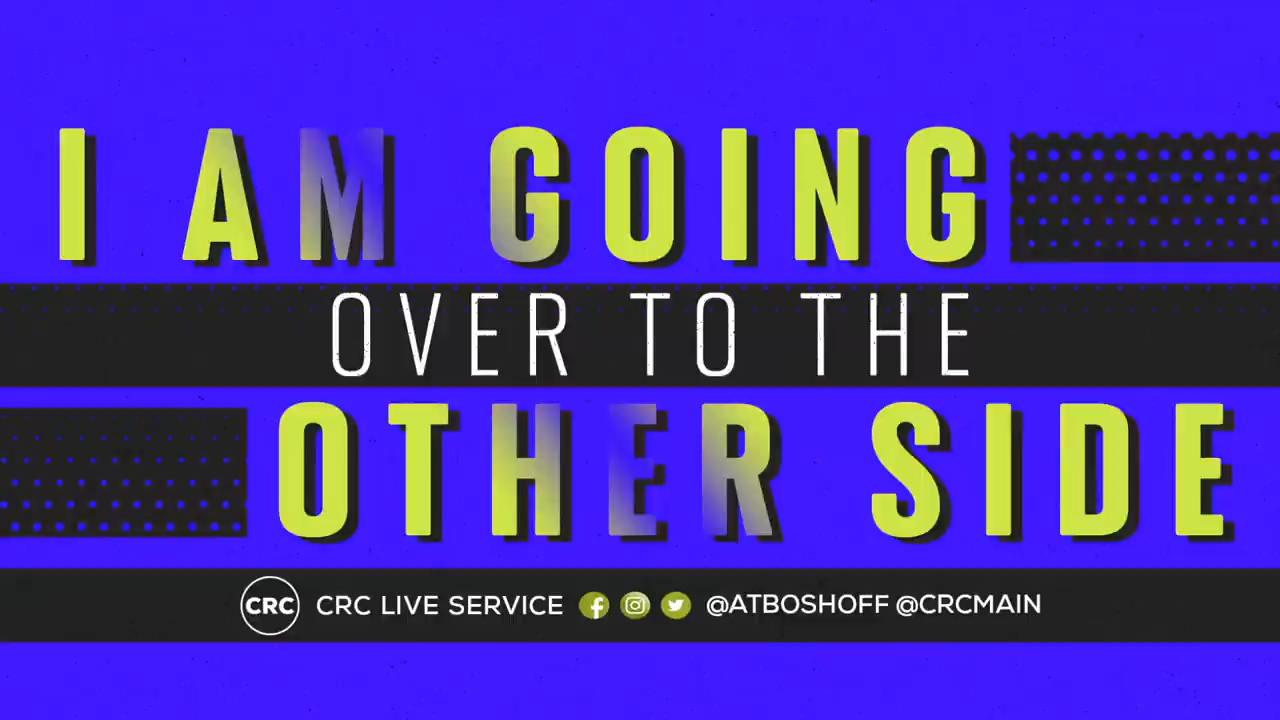 I AM GOING
OVER TO THE
OTHER SIDE
CRC CRC LIVE SERVICE @ATBOSHOFF @CRCMAIN